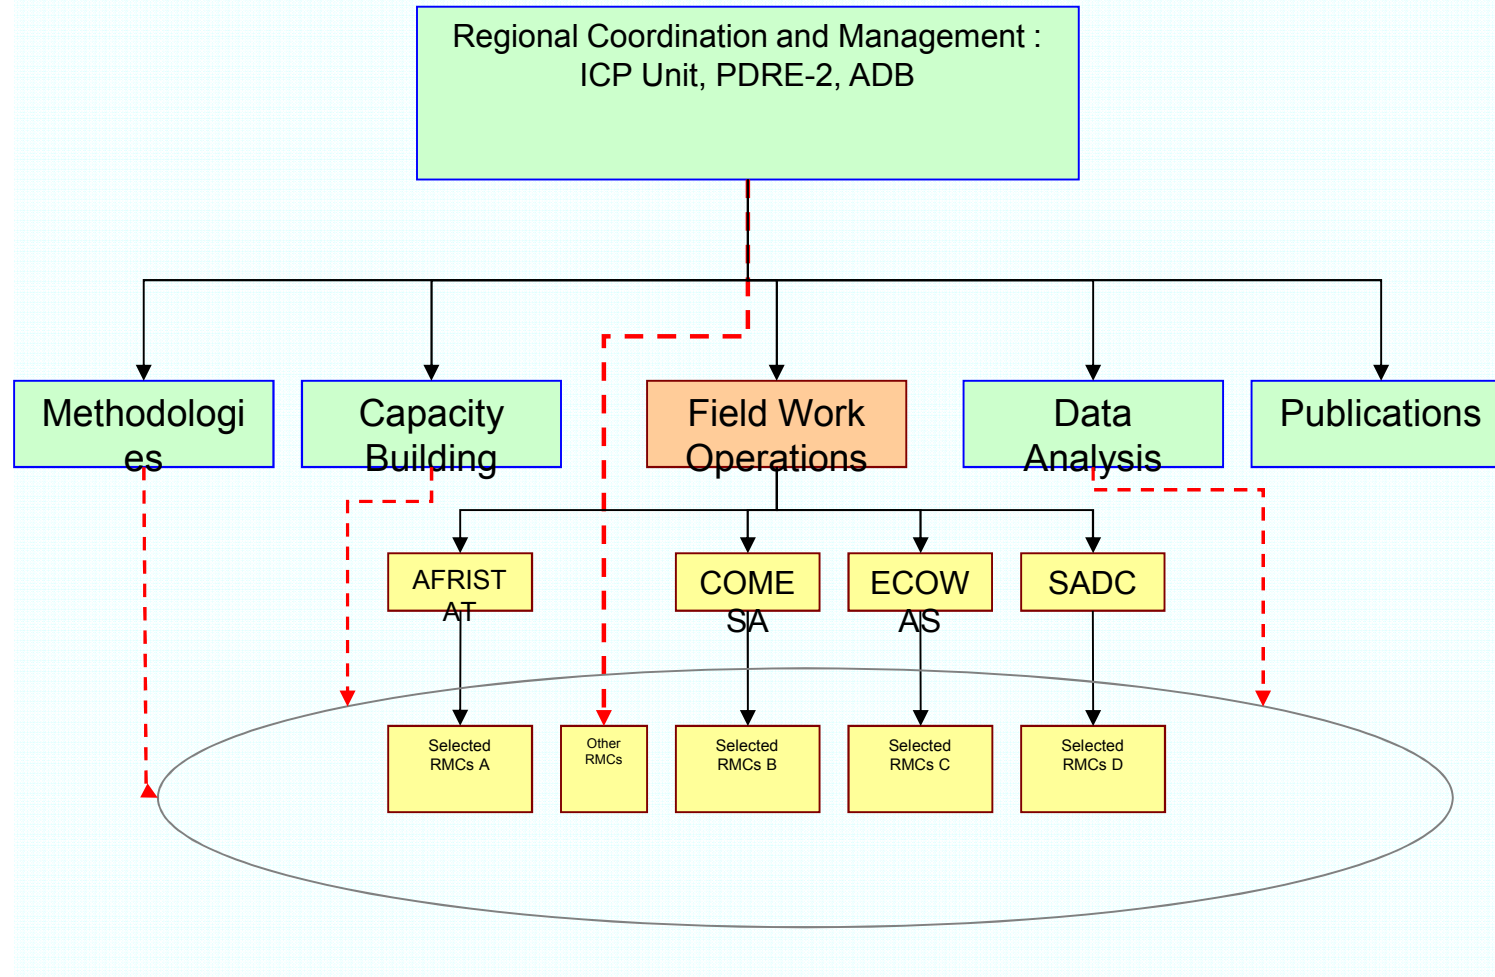 Regional Coordination and Management :
ICP Unit, PDRE-2, ADB
Methodologi
es
Capacity
Building
Field Work
Operations
Data
Analysis
Publications
AFRIST
AT
COME
SA
ECOW
AS
SADC
Selected
RMCs A
Other
RMCs
Selected
RMCs B
Selected
RMCs C
Selected
RMCs D